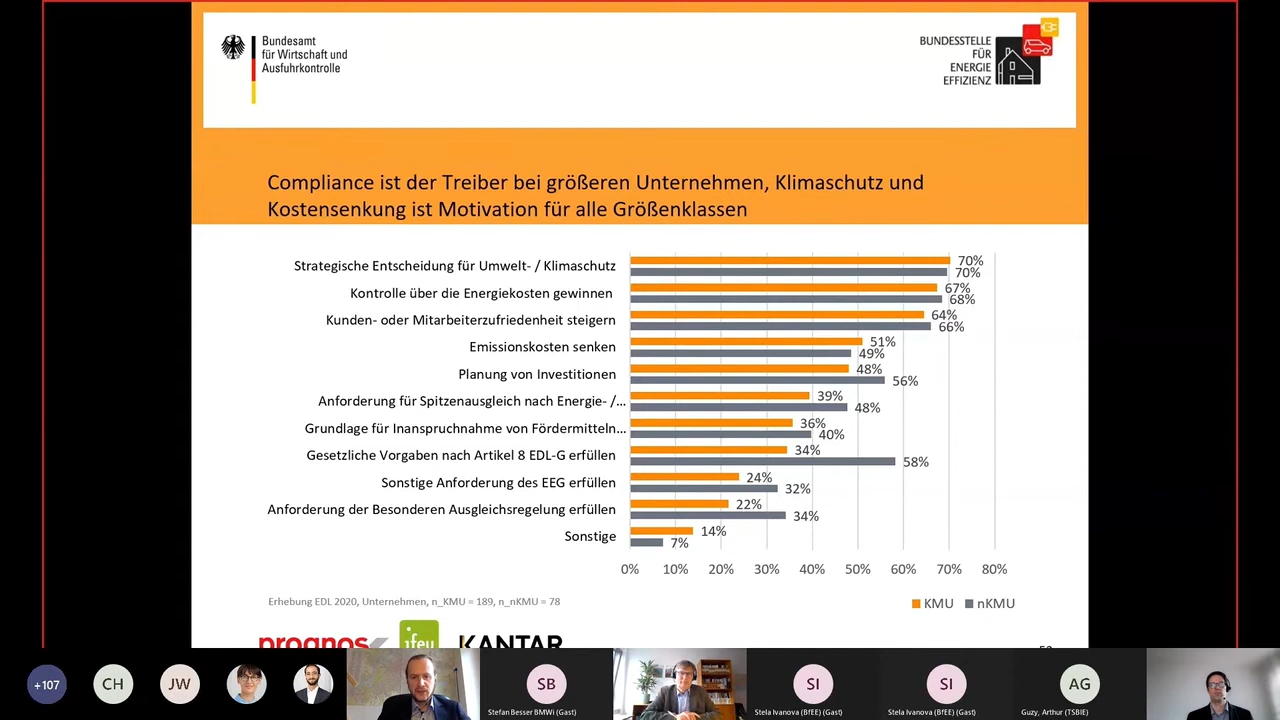 Bundesamt
für Wirtschaft und
Ausfuhrkontrolle
BUNDESSTELLE
FÜR
ENERGIE
EFFIZIENZ
Compliance ist der Treiber bei größeren Unternehmen, Klimaschutz und
Kostensenkung ist Motivation für alle Größenklassen
Strategische Entscheidung für Umwelt- / Klimaschutz
70%
70%
Kontrolle über die Energiekosten gewinnen
67%
68%
Kunden- oder Mitarbeiterzufriedenheit steigern
64%
66%
Emissionskosten senken
51%
49%
Planung von Investitionen
48%
56%
Anforderung für Spitzenausgleich nach Energie- /...
39%
48%
Grundlage für Inanspruchnahme von Fördermitteln...
36%
40%
Gesetzliche Vorgaben nach Artikel 8 EDL-G erfüllen
34%
58%
Sonstige Anforderung des EEG erfüllen
24%
32%
Anforderung der Besonderen Ausgleichsregelung erfüllen
22%
34%
Sonstige
14%
7%
0% 10% 20% 30% 40% 50% 60% 70% 80%
Erhebung EDL 2020, Unternehmen, n_KMU = 189, n_nKMU = 78
KMU nKMU
prognos ifeu KANTAR
+107 CH JW SB SI SI AG
Stefan Besser BMWi (Gast) Stela Ivanova (BfEE) (Gast) Stela Ivanova (BfEE) (Gast) Guzy, Arthur (TSBIE)